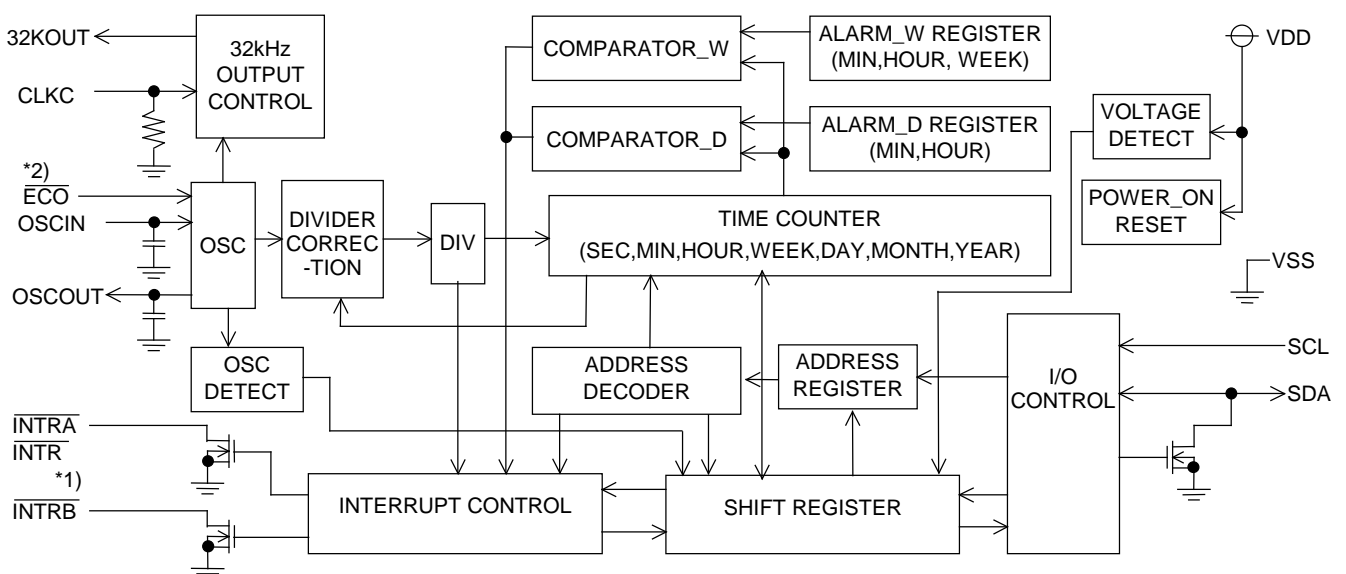 32KOUT
32kHz
OUTPUT
CONTROL
CLKC
COMPARATOR_W
ALARM_W REGISTER
(MIN,HOUR, WEEK)
VDD
COMPARATOR_D
ALARM_D REGISTER
(MIN,HOUR)
VOLTAGE
DETECT
POWER_ON
RESET
*2)
ECO
OSCIN
OSC
DIVIDER
CORREC
-TION
DIV
TIME COUNTER
(SEC,MIN,HOUR,WEEK,DAY,MONTH,YEAR)
VSS
OSCOUT
OSC
DETECT
ADDRESS
DECODER
ADDRESS
REGISTER
I/O
CONTROL
SCL
SDA
INTRA
INTR
*1)
INTRB
INTERRUPT CONTROL
SHIFT REGISTER